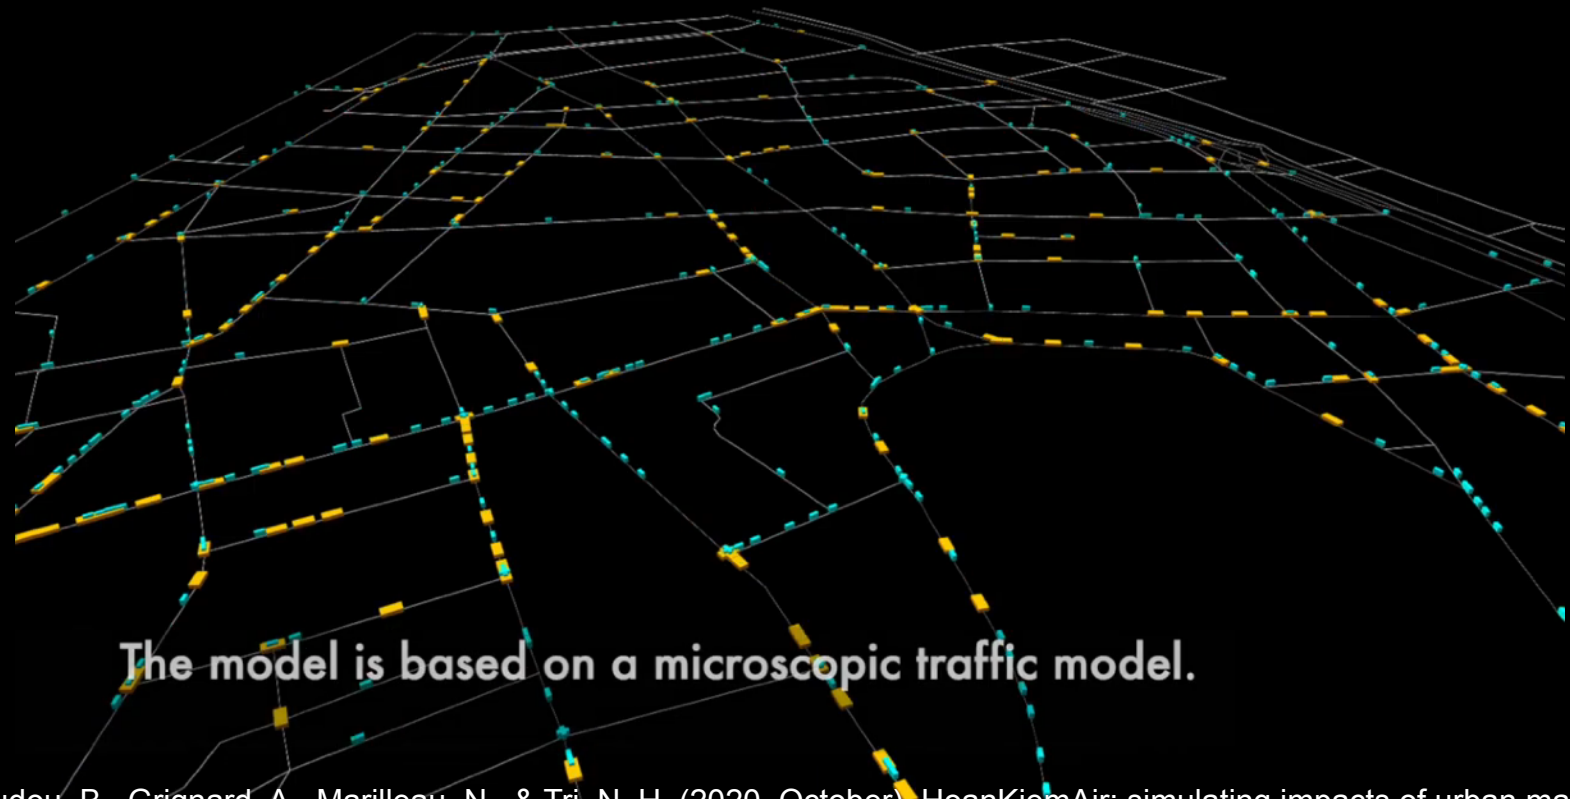 The model is based on a microscopic traffic model.
B., Grignard, A., Marilleau, N., & Tri, N. H. (2020, October). HoanKiemAir: simulating impacts of urban